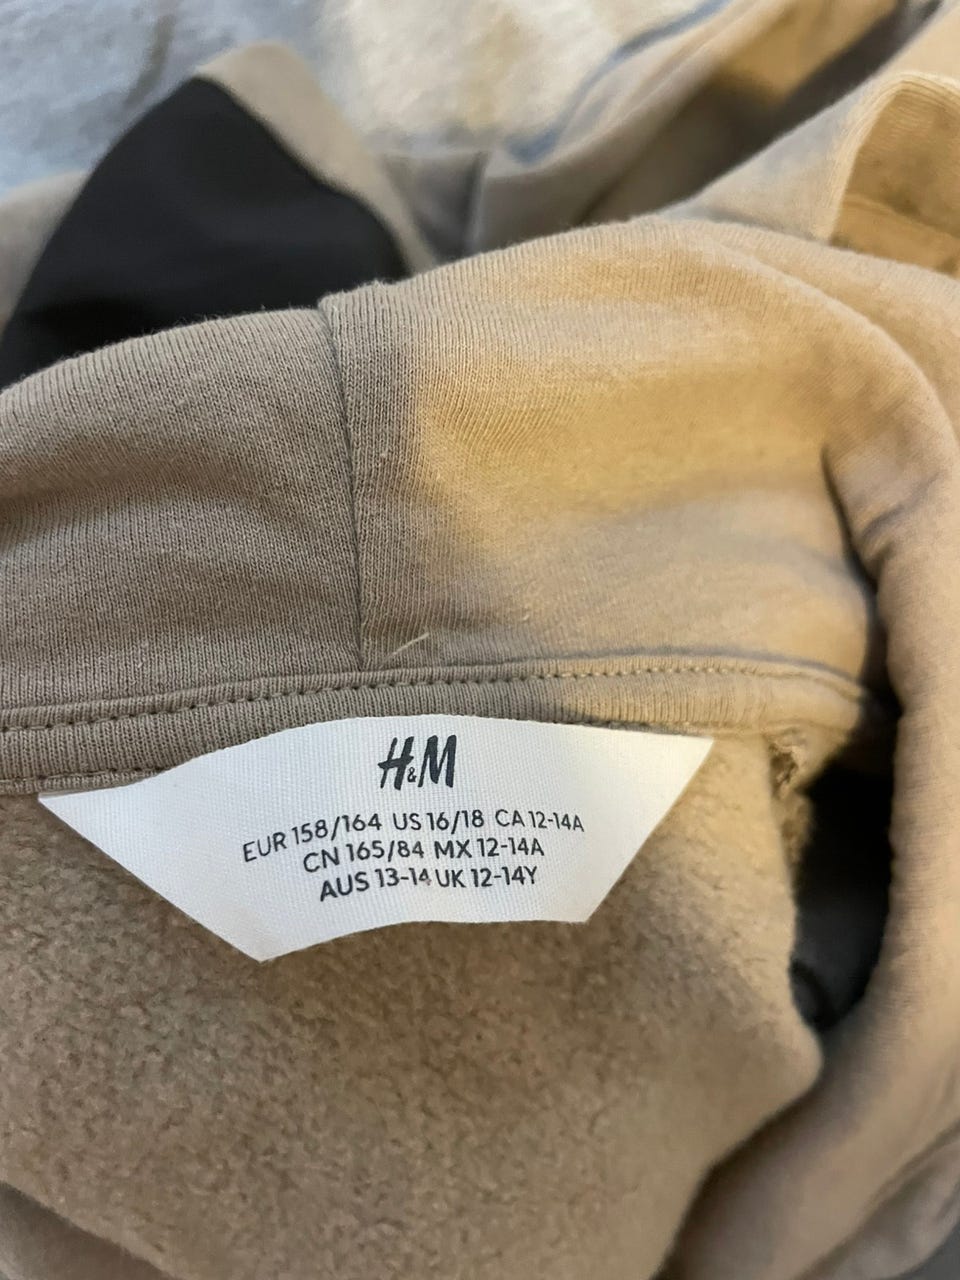 H&M
EUR 158/164 US 16/18 CA 12-14A
CN 165/84 MX 12-14A
AUS 13-14 UK 12-14Y